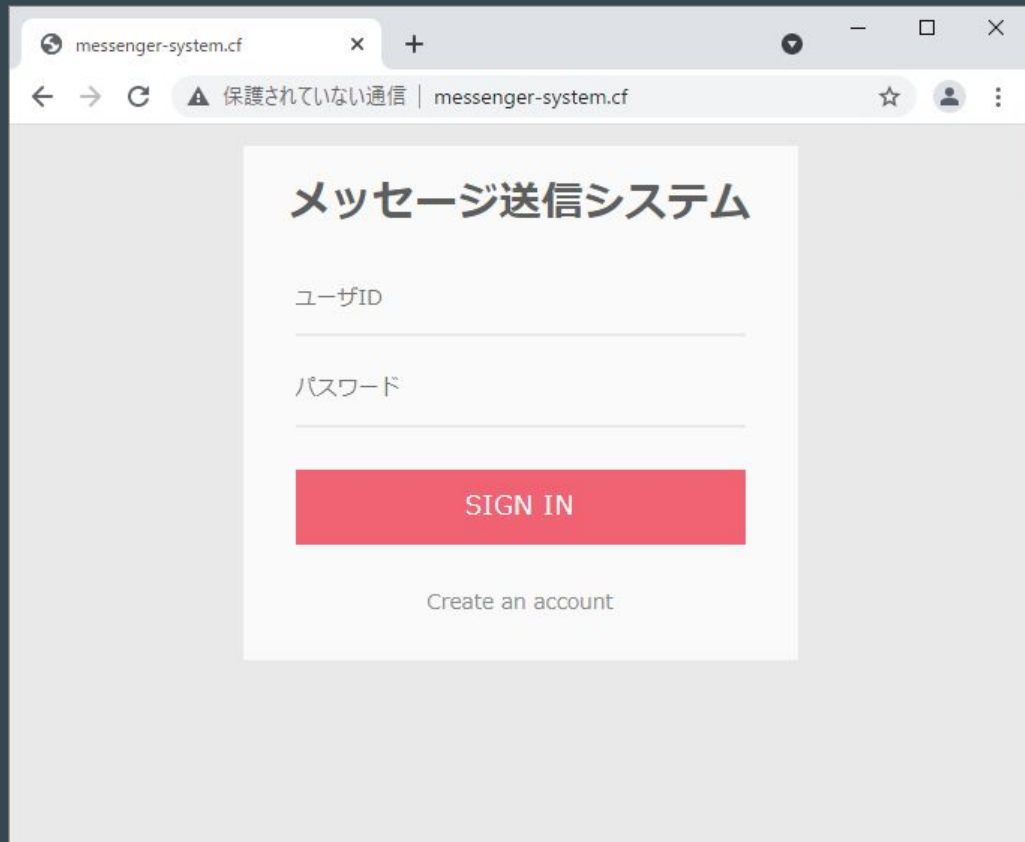 messenger-system.cf
保護されていない通信 | messenger-system.cf
メッセージ送信システム
ユーザID
パスワード
SIGN IN
Create an account